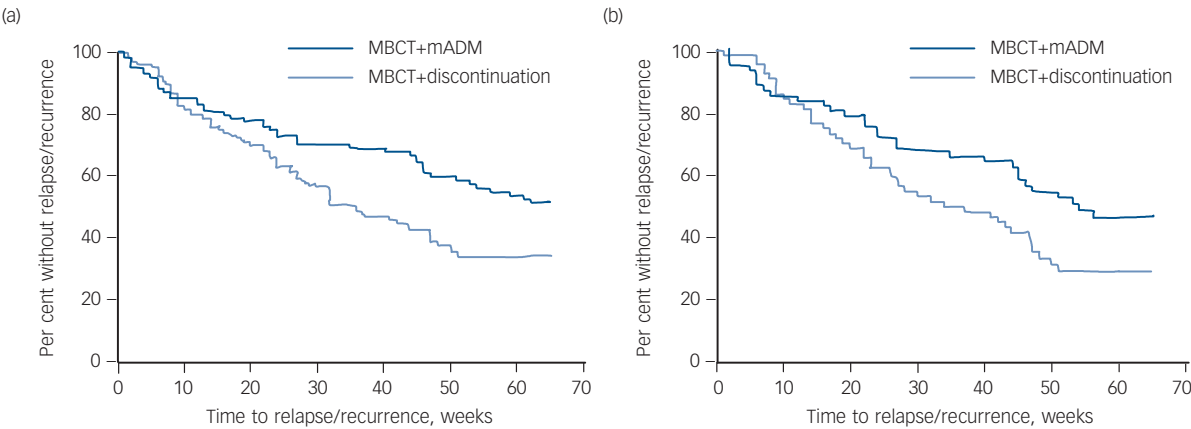 (a)
MBCT+mADM
MBCT+discontinuation
Per cent without relapse/recurrence
100
80
60
40
20
0
0 10 20 30 40 50 60 70
Time to relapse/recurrence, weeks
(b)
MBCT+mADM
MBCT+discontinuation
Per cent without relapse/recurrence
100
80
60
40
20
0
0 10 20 30 40 50 60 70
Time to relapse/recurrence, weeks